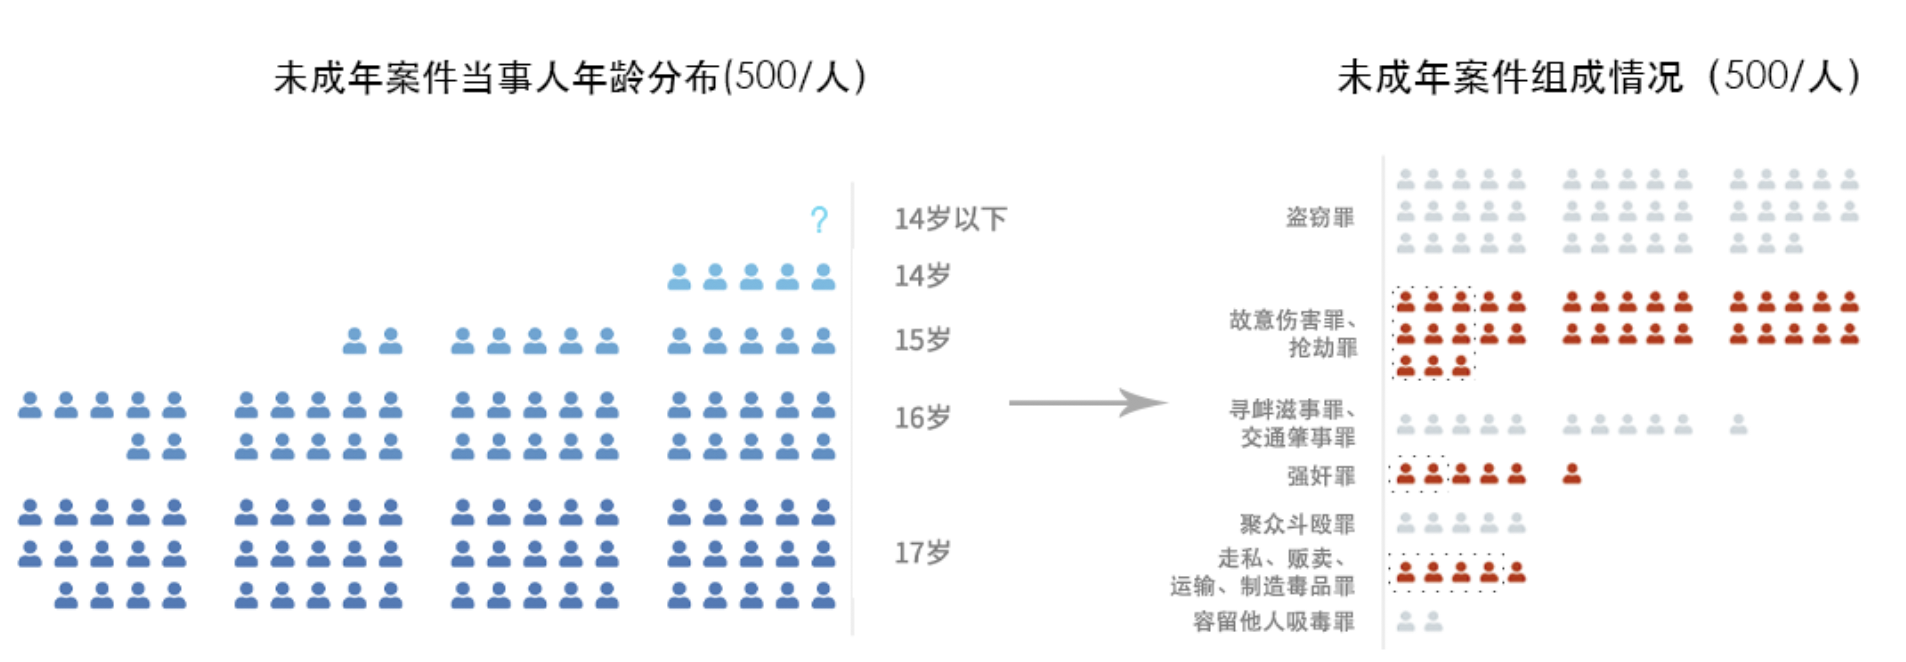 未成年案件当事人年龄分布(500/人)
?
14岁以下
14岁
15岁
16岁
17岁
未成年案件组成情况（500/人）
盗窃罪
故意伤害罪、
抢劫罪
寻衅滋事罪、
交通肇事罪
强奸罪
聚众斗殴罪
走私、贩卖、
运输、制造毒品罪
容留他人吸毒罪